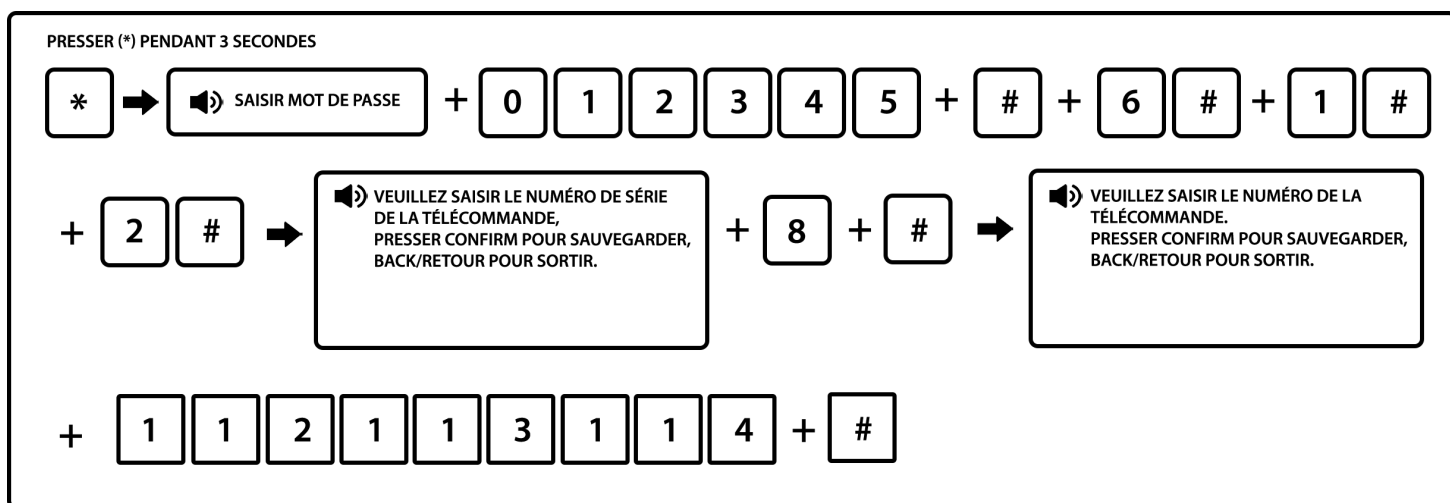 PRESSER (*) PENDANT 3 SECONDES
* SAISIR MOT DE PASSE + 0 1 2 3 4 5 + # + 6 # + 1 #
+ 2 # VEUILLEZ SAISIR LE NUMÉRO DE SÉRIE
DE LA TÉLÉCOMMANDE,
PRESSER CONFIRM POUR SAUVEGARDER,
BACK/RETOUR POUR SORTIR.
+ 8 + # VEUILLEZ SAISIR LE NUMÉRO DE LA
TÉLÉCOMMANDE.
PRESSER CONFIRM POUR SAUVEGARDER,
BACK/RETOUR POUR SORTIR.
+ 1 1 2 1 1 3 1 1 4 + #